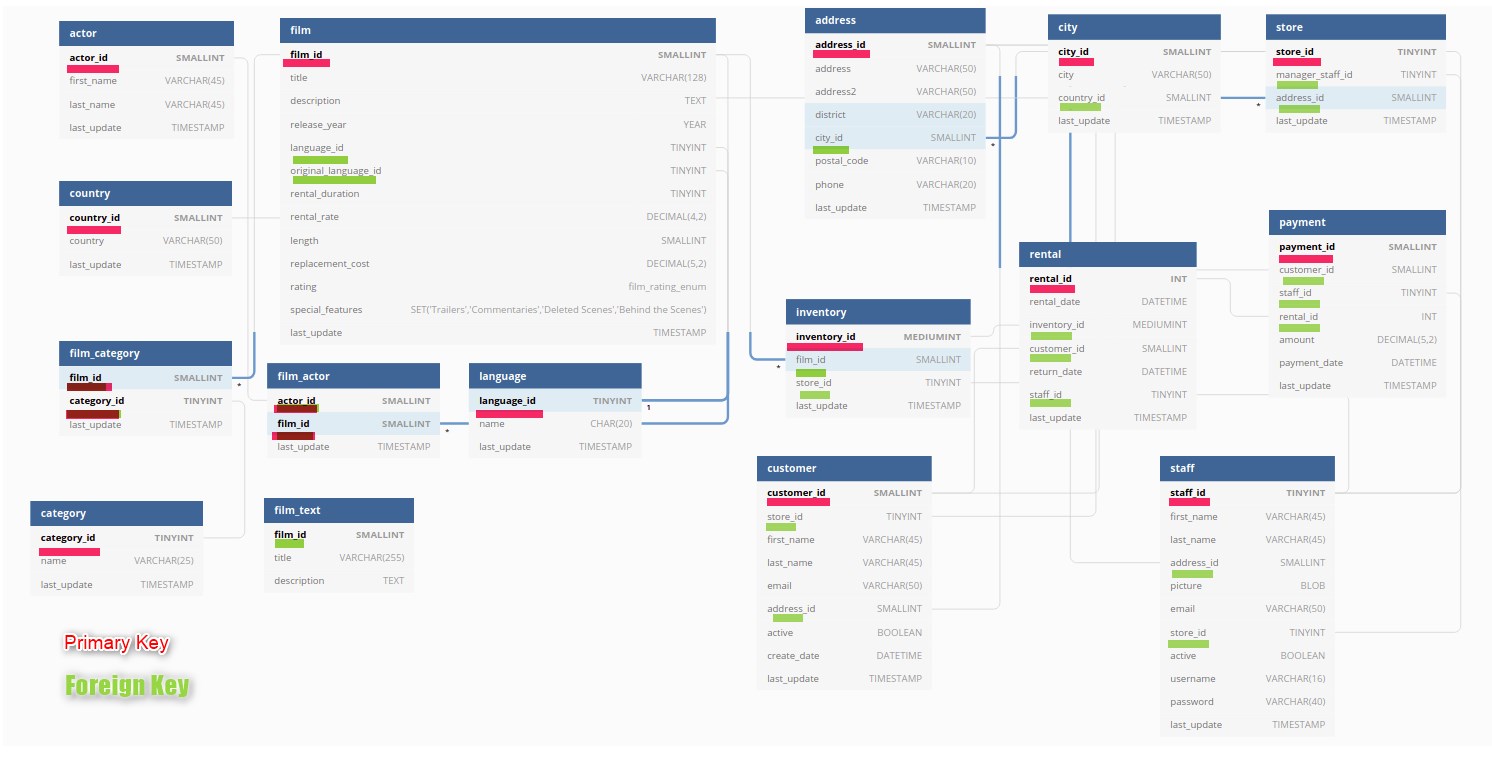 actor
actor_id SMALLINT
first_name VARCHAR(45)
last_name VARCHAR(45)
last_update TIMESTAMP
film
film_id SMALLINT
title VARCHAR(128)
description TEXT
release_year YEAR
language_id TINYINT
original_language_id TINYINT
rental_duration TINYINT
rental_rate DECIMAL(4,2)
length SMALLINT
replacement_cost DECIMAL(5,2)
rating film_rating_enum
special_features SET('Trailers','Commentaries','Deleted Scenes','Behind the Scenes')
last_update TIMESTAMP
address
address_id SMALLINT
address VARCHAR(50)
address2 VARCHAR(50)
district VARCHAR(20)
city_id SMALLINT
*
postal_code VARCHAR(10)
phone VARCHAR(20)
last_update TIMESTAMP
city
city_id SMALLINT
city VARCHAR(50)
country_id SMALLINT
last_update TIMESTAMP
*
store
store_id TINYINT
manager_staff_id TINYINT
address_id SMALLINT
last_update TIMESTAMP
country
country_id SMALLINT
country VARCHAR(50)
last_update TIMESTAMP
payment
payment_id SMALLINT
customer_id SMALLINT
staff_id TINYINT
rental_id INT
amount DECIMAL(5,2)
payment_date DATETIME
last_update TIMESTAMP
rental
rental_id INT
rental_date DATETIME
inventory_id MEDIUMINT
customer_id SMALLINT
return_date DATETIME
staff_id TINYINT
last_update TIMESTAMP
inventory
inventory_id MEDIUMINT
film_id SMALLINT
*
store_id TINYINT
last_update TIMESTAMP
film_category
film_id SMALLINT
*
category_id TINYINT
last_update TIMESTAMP
film_actor
actor_id SMALLINT
film_id SMALLINT
*
last_update TIMESTAMP
language
language_id TINYINT
1
name CHAR(20)
last_update TIMESTAMP
customer
customer_id SMALLINT
store_id TINYINT
first_name VARCHAR(45)
last_name VARCHAR(45)
email VARCHAR(50)
address_id SMALLINT
active BOOLEAN
create_date DATETIME
last_update TIMESTAMP
staff
staff_id TINYINT
first_name VARCHAR(45)
last_name VARCHAR(45)
address_id SMALLINT
picture BLOB
email VARCHAR(50)
store_id TINYINT
active BOOLEAN
username VARCHAR(16)
password VARCHAR(40)
last_update TIMESTAMP
category
category_id TINYINT
name VARCHAR(25)
last_update TIMESTAMP
film_text
film_id SMALLINT
title VARCHAR(255)
description TEXT
Primary Key
Foreign Key